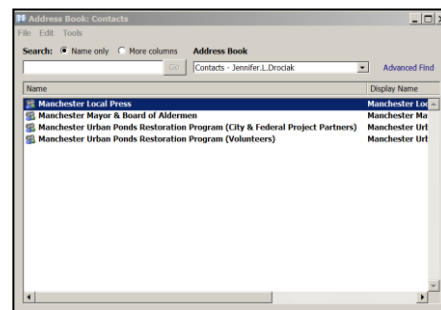 Address Book: Contacts
File Edit Tools
Search: Name only More columns Address Book
Go Contacts - Jennifer.L.Drociak Advanced Find
Name Display Name
Manchester Local Press Manchester Loc
Manchester Mayor & Board of Aldermen Manchester Ma
Manchester Urban Ponds Restoration Program (City & Federal Project Partners) Manchester Urt
Manchester Urban Ponds Restoration Program (Volunteers) Manchester Urt